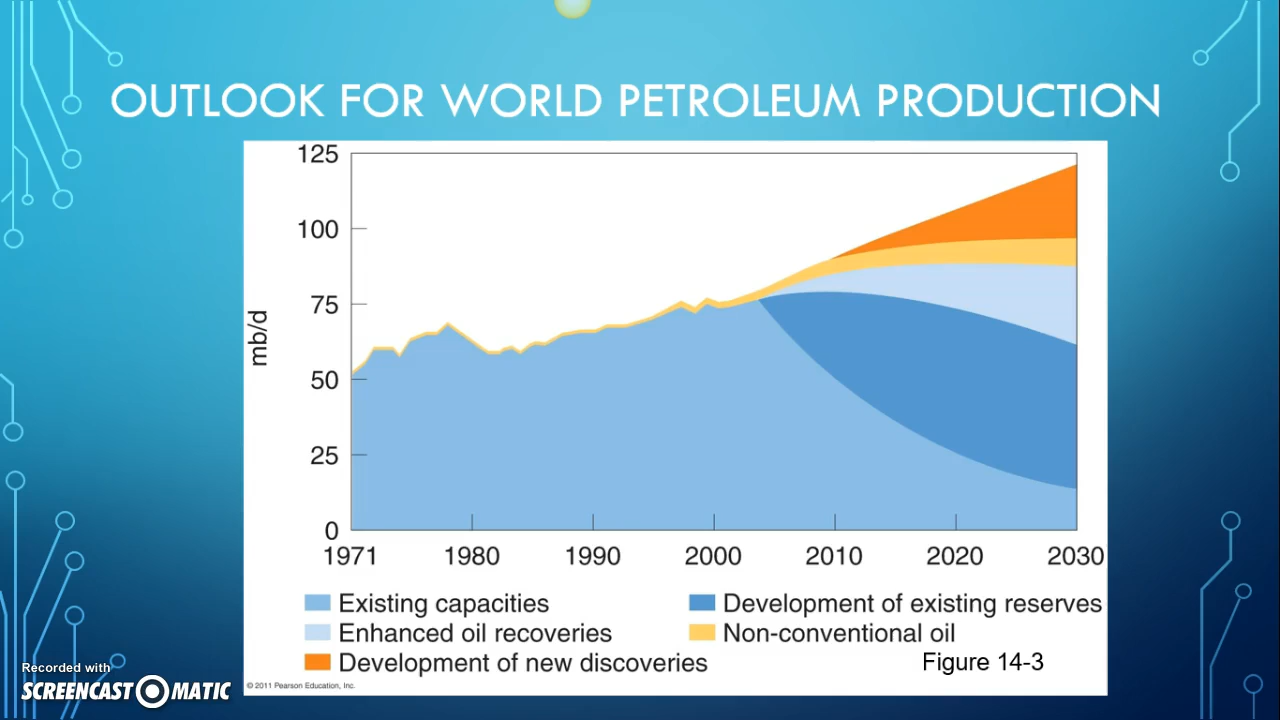 OUTLOOK FOR WORLD PETROLEUM PRODUCTION
125
100
75
50
25
0
mb/d
1971 1980 1990 2000 2010 2020 2030
Existing capacities
Development of existing reserves
Enhanced oil recoveries
Non-conventional oil
Development of new discoveries
Figure 14-3
© 2011 Pearson Education, Inc.
Recorded with
SCREENCAST MATIC